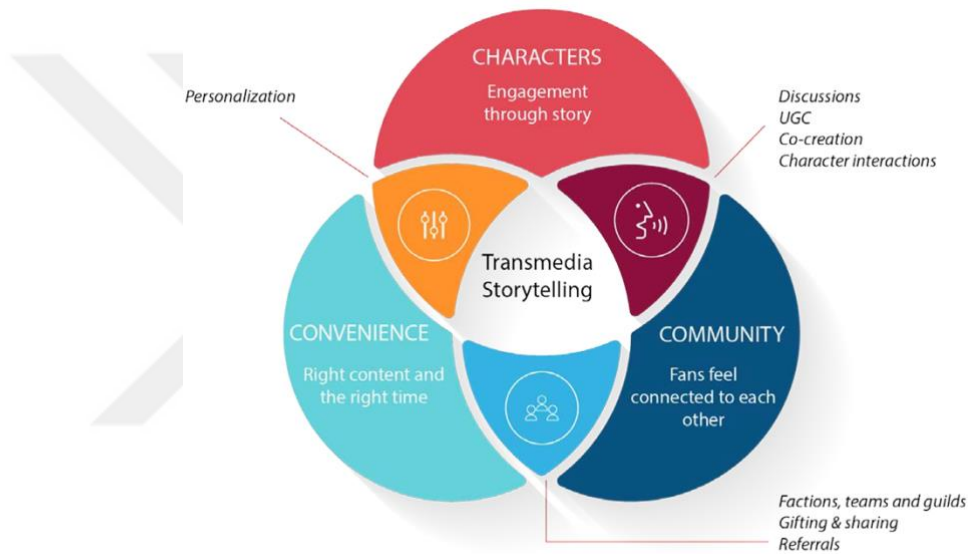 CHARACTERS
Engagement
through story
Personalization
Discussions
UGC
Co-creation
Character interactions
Transmedia
Storytelling
CONVENIENCE
Right content and
the right time
COMMUNITY
Fans feel
connected to each
other
Factions, teams and guilds
Gifting & sharing
Referrals